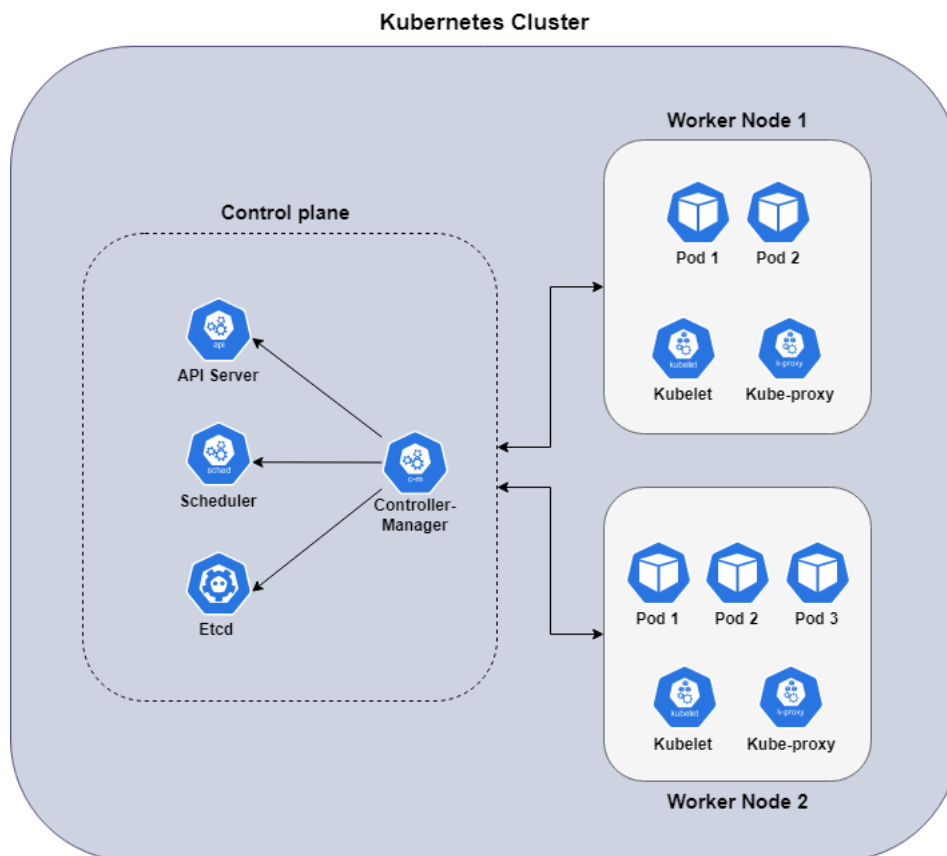 Kubernetes Cluster
Worker Node 1
Pod 1
Pod 2
kubelet
Kubelet
k-proxy
Kube-proxy
Control plane
api
API Server
sched
Scheduler
c-m
Controller-
Manager
Etcd
Pod 1
Pod 2
Pod 3
kubelet
Kubelet
k-proxy
Kube-proxy
Worker Node 2